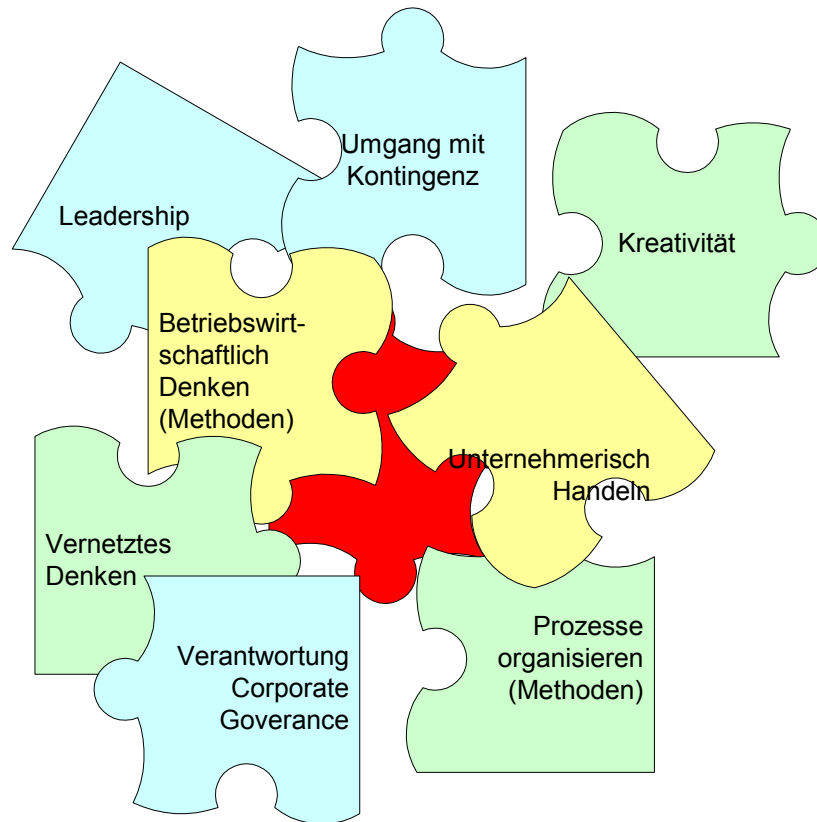 Umgang mit
Kontingenz
Leadership
Kreativität
Betriebswirt-
schaftlich
Denken
(Methoden)
Unternehmerisch
Handeln
Vernetztes
Denken
Prozesse
organisieren
(Methoden)
Verantwortung
Corporate
Goverance